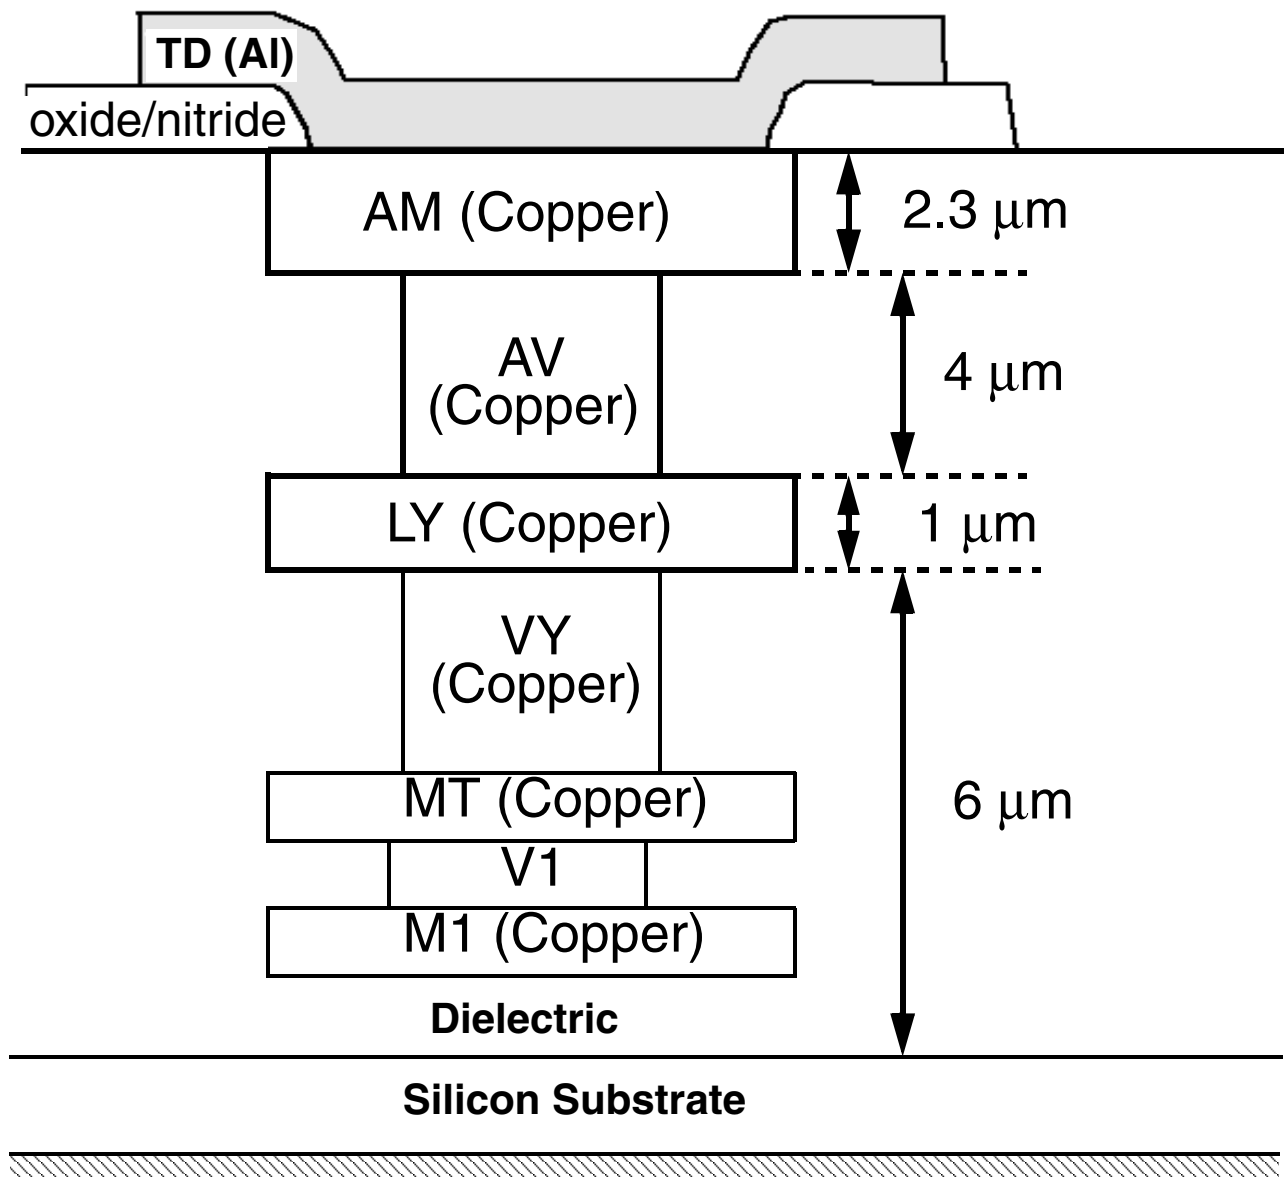 TD (Al)
oxide/nitride
AM (Copper)
2.3 μm
AV
(Copper)
4 μm
LY (Copper)
1 μm
VY
(Copper)
MT (Copper)
6 μm
V1
M1 (Copper)
Dielectric
Silicon Substrate